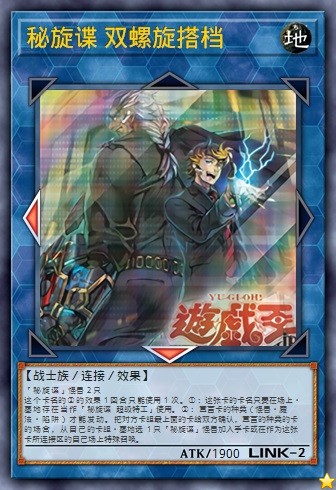 秘旋谍 双螺旋搭档
地
YU-GI-OH!
遊戯王
【战士族／连接／效果】
「秘旋谍」怪兽2只
这个卡名的②的效果1回合只能使用1次。①：这张卡的卡名只要在场上·
墓地存在当作「秘旋谍 超级特工」使用。②：宣言卡的种类（怪兽·魔
法·陷阱）才能发动。把对方卡组最上面的卡给双方确认，宣言的种类的卡
的场合，从自己卡组·墓地选1只「秘旋谍」怪兽加入手卡或在作为这张
卡所连接区的自己场上特殊召唤。
ATK/1900 LINK-2